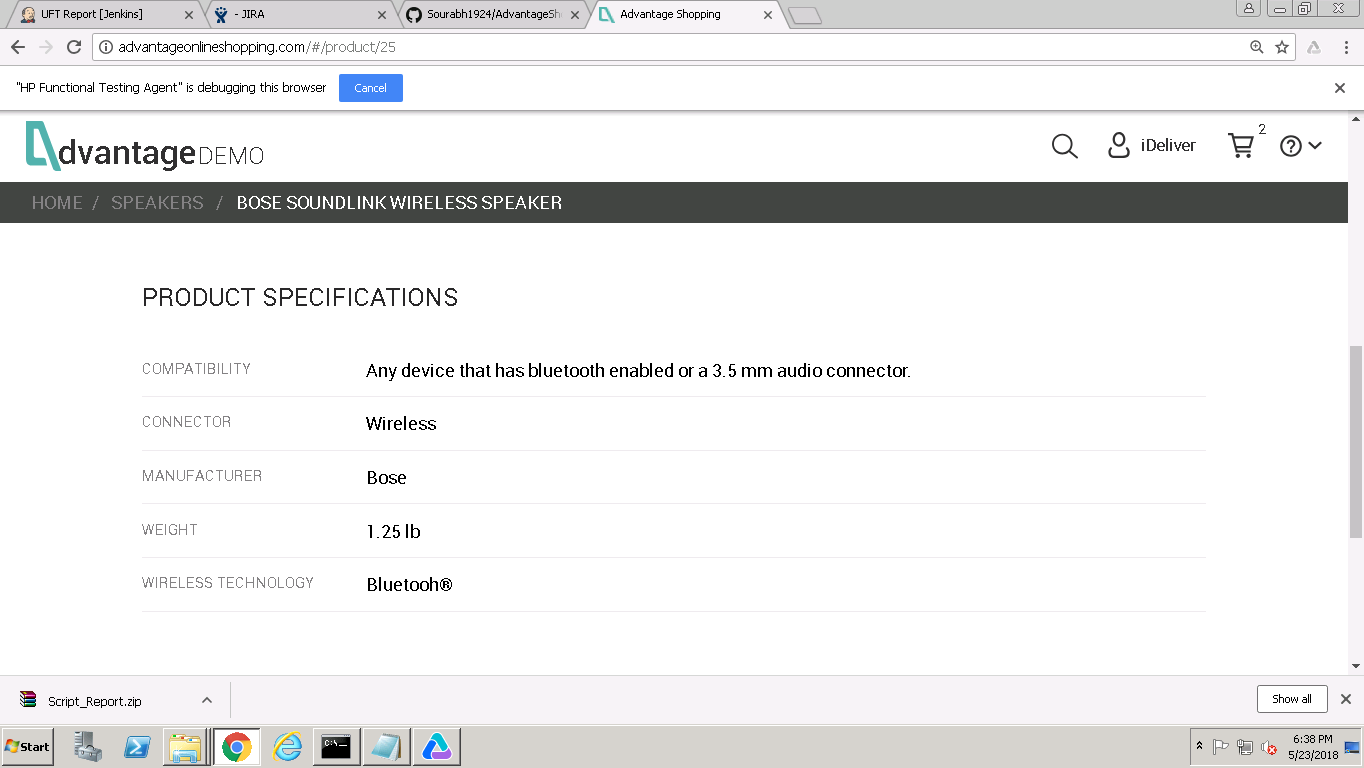 UFT Report [Jenkins]
- JIRA
Sourabh1924/AdvantageSh
Advantage Shopping
advantageonlineshopping.com/#/product/25
"HP Functional Testing Agent" is debugging this browser
Cancel
dvantage DEMO
iDeliver
2
HOME / SPEAKERS / BOSE SOUNDLINK WIRELESS SPEAKER
PRODUCT SPECIFICATIONS
COMPATIBILITY Any device that has bluetooth enabled or a 3.5 mm audio connector.
CONNECTOR Wireless
MANUFACTURER Bose
WEIGHT 1.25 lb
WIRELESS TECHNOLOGY Bluetooh®
Script_Report.zip
Show all
Start
C:\_
6:38 PM
5/23/2018